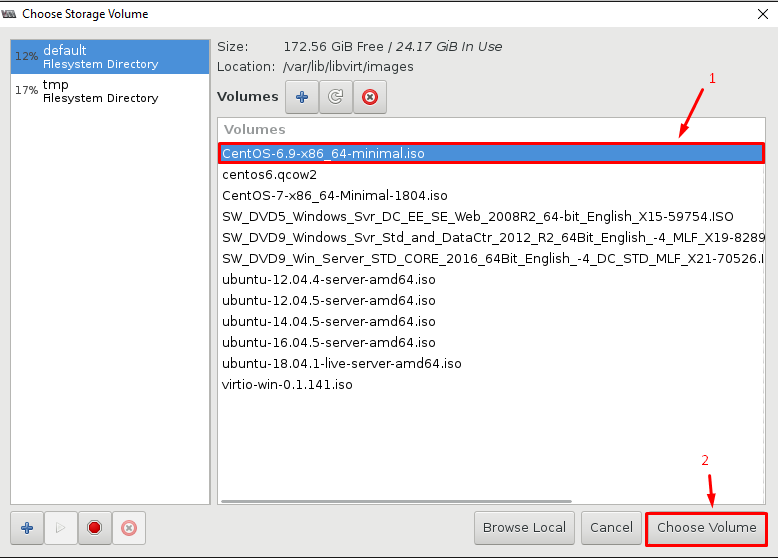 Choose Storage Volume
12% default
Filesystem Directory
17% tmp
Filesystem Directory
Size: 172.56 GiB Free / 24.17 GiB In Use
Location: /var/lib/libvirt/images
Volumes
1
Volumes
CentOS-6.9-x86_64-minimal.iso
centos6.qcow2
CentOS-7-x86_64-Minimal-1804.iso
SW_DVD5_Windows_Svr_DC_EE_SE_Web_2008R2_64-bit_English_X15-59754.ISO
SW_DVD9_Windows_Svr_Std_and_DataCtr_2012_R2_64Bit_English_-4_MLF_X19-8289
SW_DVD9_Win_Server_STD_CORE_2016_64Bit_English_-4_DC_STD_MLF_X21-70526.I
ubuntu-12.04.4-server-amd64.iso
ubuntu-12.04.5-server-amd64.iso
ubuntu-14.04.5-server-amd64.iso
ubuntu-16.04.5-server-amd64.iso
ubuntu-18.04.1-live-server-amd64.iso
virtio-win-0.1.141.iso
2
Browse Local
Cancel
Choose Volume